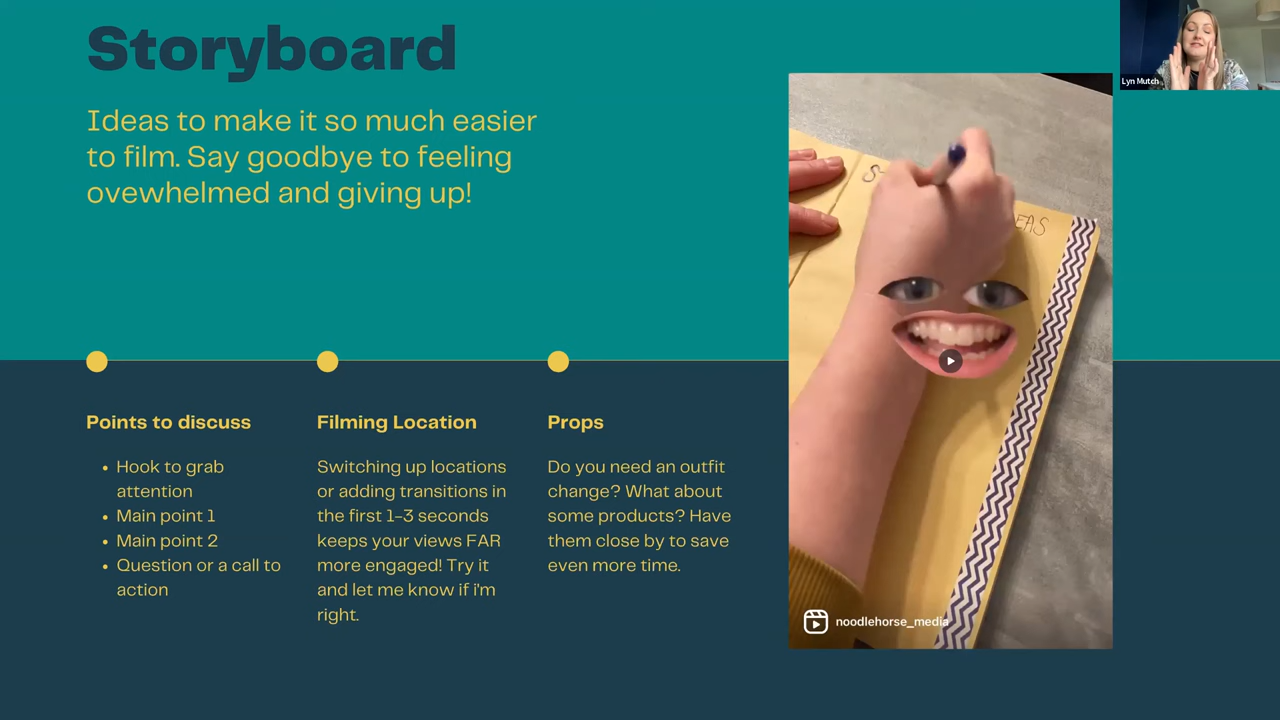 Storyboard
Ideas to make it so much easier
to film. Say goodbye to feeling
ovewhelmed and giving up!
Lyn Mutch
EAS
Points to discuss
• Hook to grab
attention
• Main point 1
• Main point 2
• Question or a call to
action
Filming Location
Switching up locations
or adding transitions in
the first 1-3 seconds
keeps your views FAR
more engaged! Try it
and let me know if i'm
right.
Props
Do you need an outfit
change? What about
some products? Have
them close by to save
even more time.
noodlehorse_media